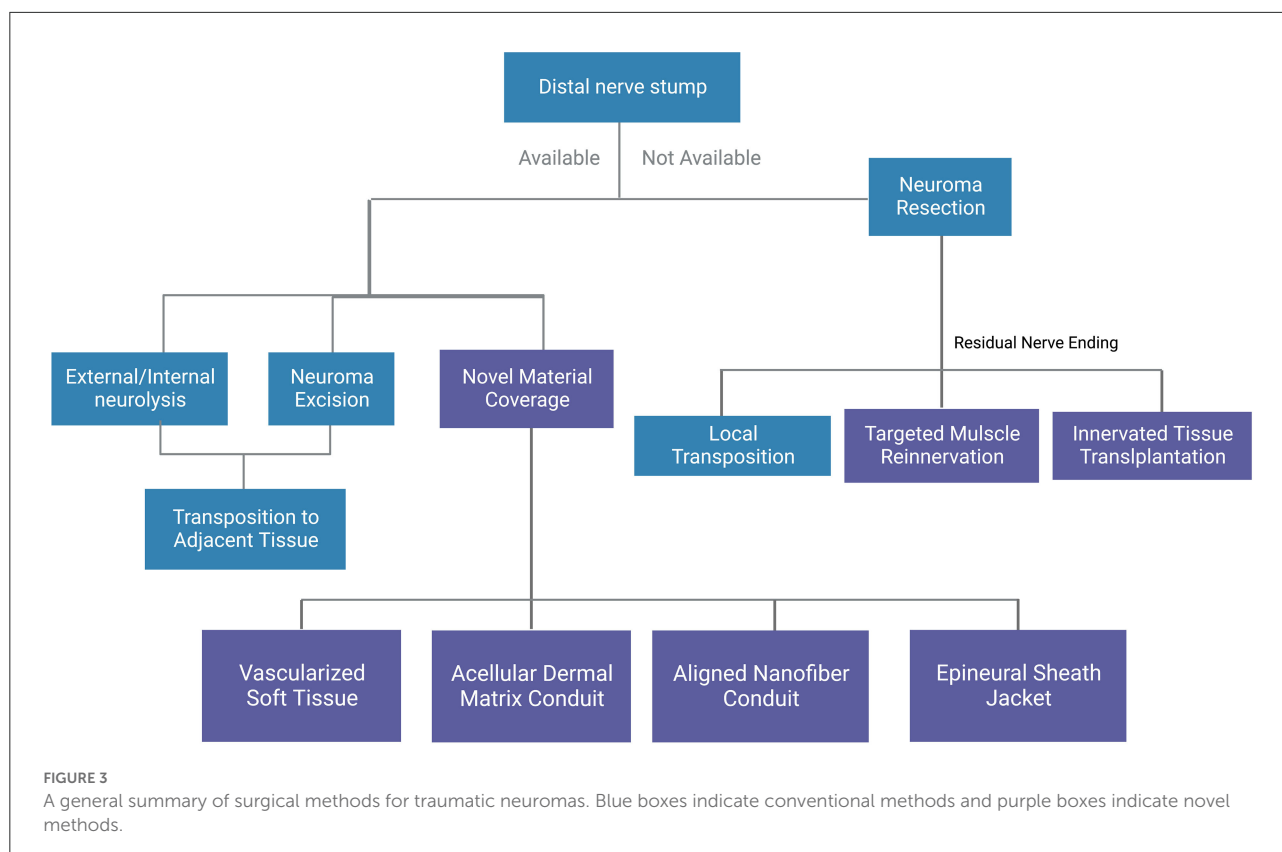 Distal nerve stump
Available
Not Available
Neuroma
Resection
Residual Nerve Ending
External/Internal
neurolysis
Neuroma
Excision
Novel Material
Coverage
Local
Transposition
Targeted Mulscle
Reinnervation
Innervated Tissue
Translplantation
Transposition to
Adjacent Tissue
Vascularized
Soft Tissue
Acellular Dermal
Matrix Conduit
Aligned Nanofiber
Conduit
Epineural Sheath
Jacket
FIGURE 3
A general summary of surgical methods for traumatic neuromas. Blue boxes indicate conventional methods and purple boxes indicate novel
methods.